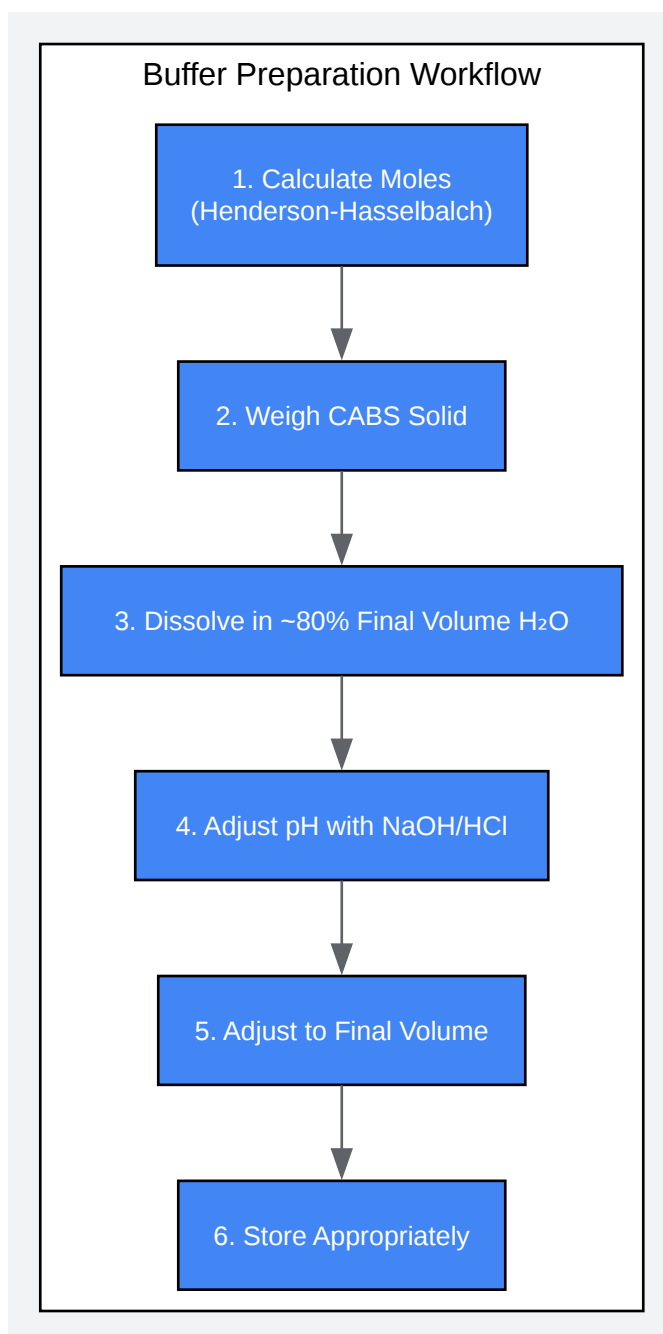 Buffer Preparation Workflow
1. Calculate Moles
(Henderson-Hasselbalch)
2. Weigh CABS Solid
3. Dissolve in ~80% Final Volume H₂O
4. Adjust pH with NaOH/HCl
5. Adjust to Final Volume
6. Store Appropriately